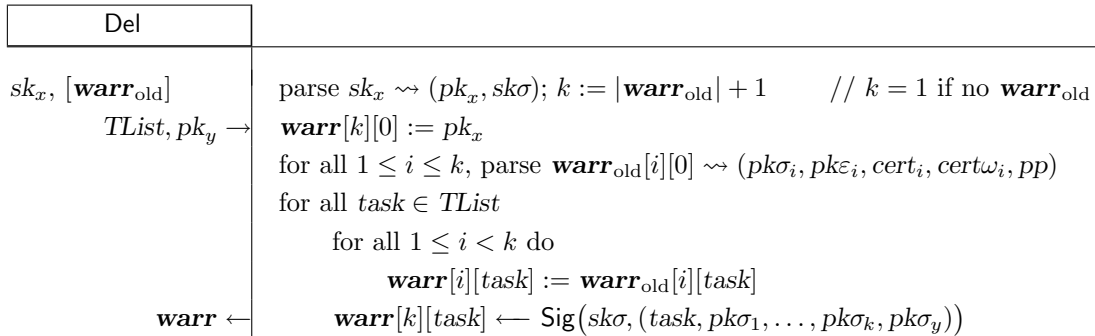 Del
sk_x, [warr_old] parse sk_x ⇝ (pk_x, skσ); k := |warr_old| + 1 // k = 1 if no warr_old
TList, pk_y → warr[k][0] := pk_x
for all 1 ≤ i ≤ k, parse warr_old[i][0] ⇝ (pkσ_i, pkε_i, cert_i, certω_i, pp)
for all task ∈ TList
for all 1 ≤ i < k do
warr[i][task] := warr_old[i][task]
warr ← warr[k][task] ⟵ Sig(skσ, (task, pkσ_1, . . . , pkσ_k, pkσ_y))